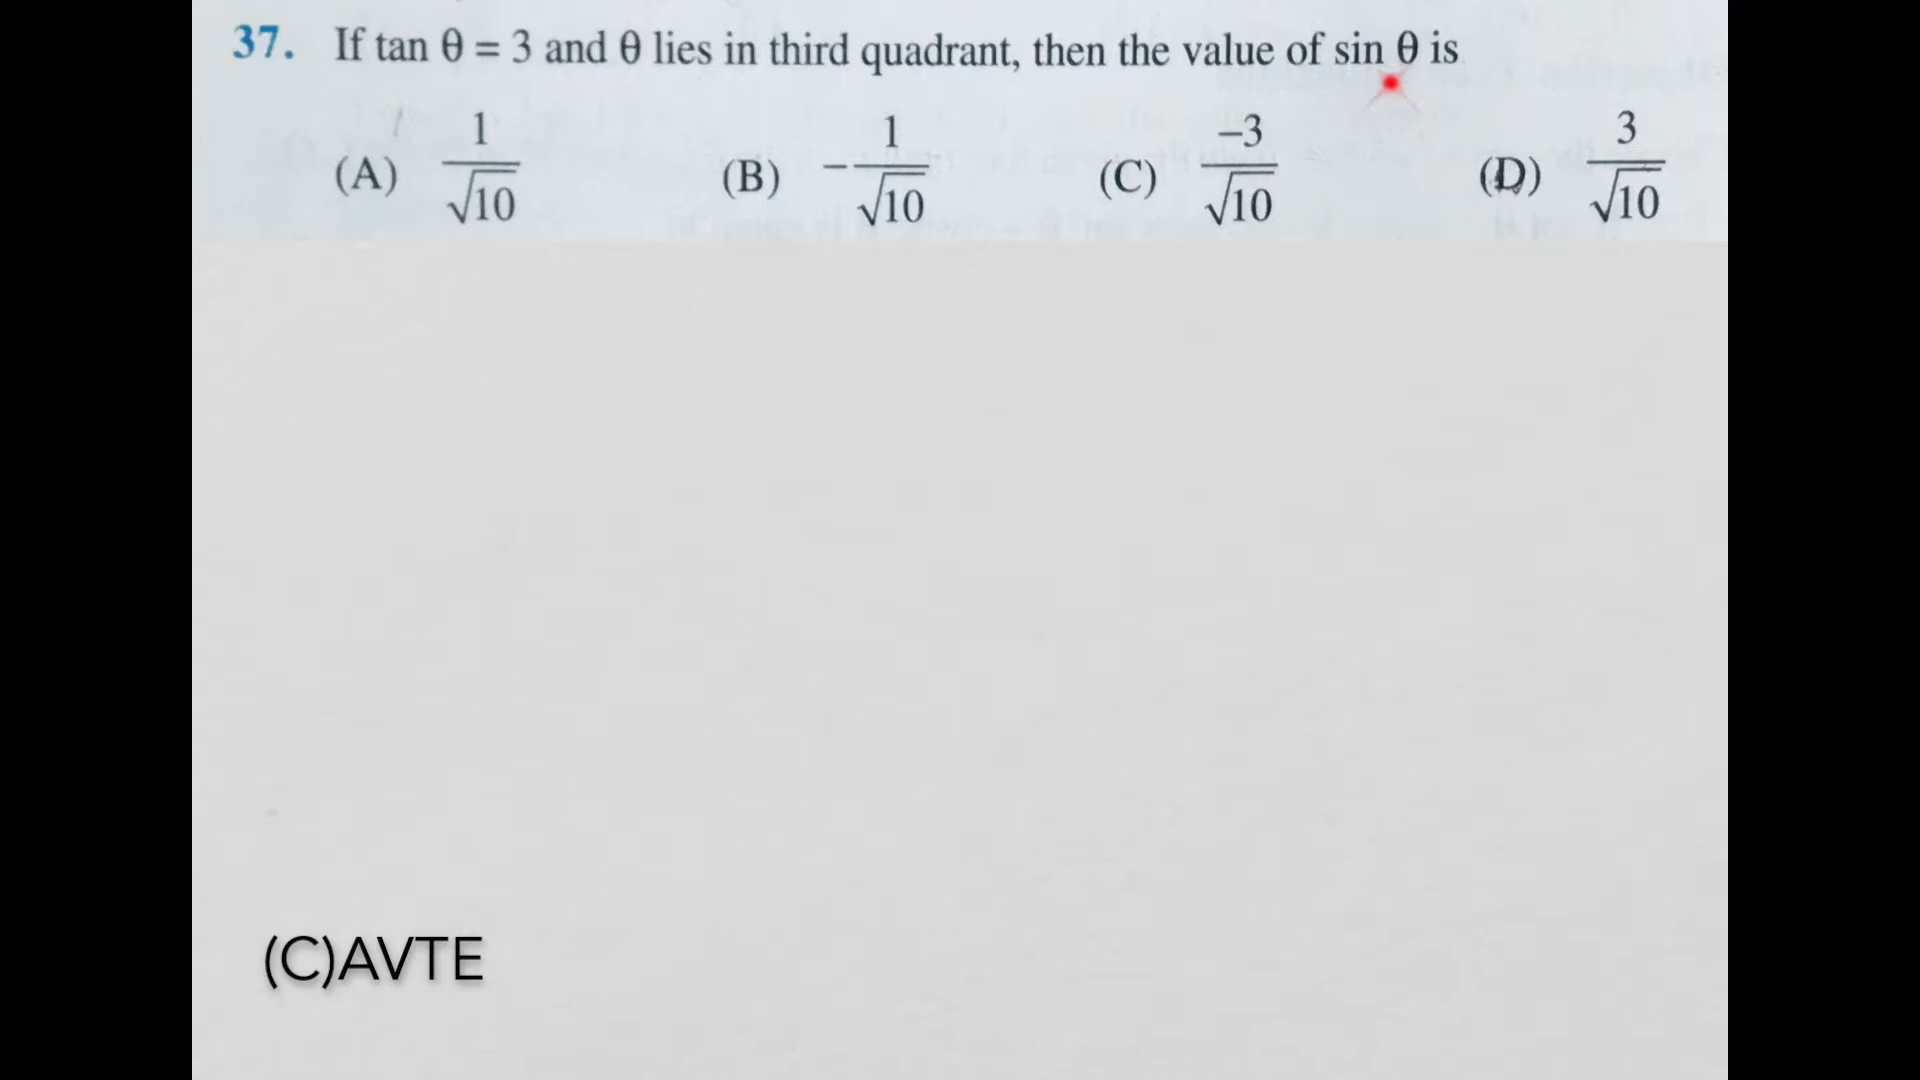 37. If tan θ = 3 and θ lies in third quadrant, then the value of sin θ is
(A) 1/√10 (B) −1/√10 (C) −3/√10 (D) 3/√10
(C)AVTE